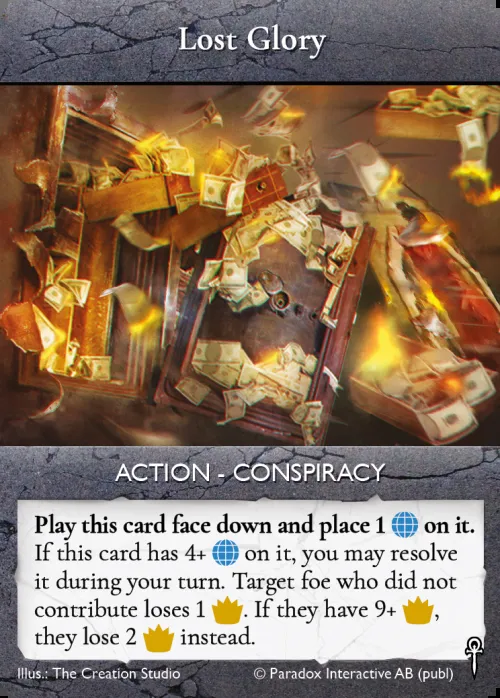 Lost Glory
ACTION - CONSPIRACY
Play this card face down and place 1 on it.
If this card has 4+ on it, you may resolve
it during your turn. Target foe who did not
contribute loses 1 . If they have 9+ ,
they lose 2 instead.
Illus.: The Creation Studio © Paradox Interactive AB (publ)